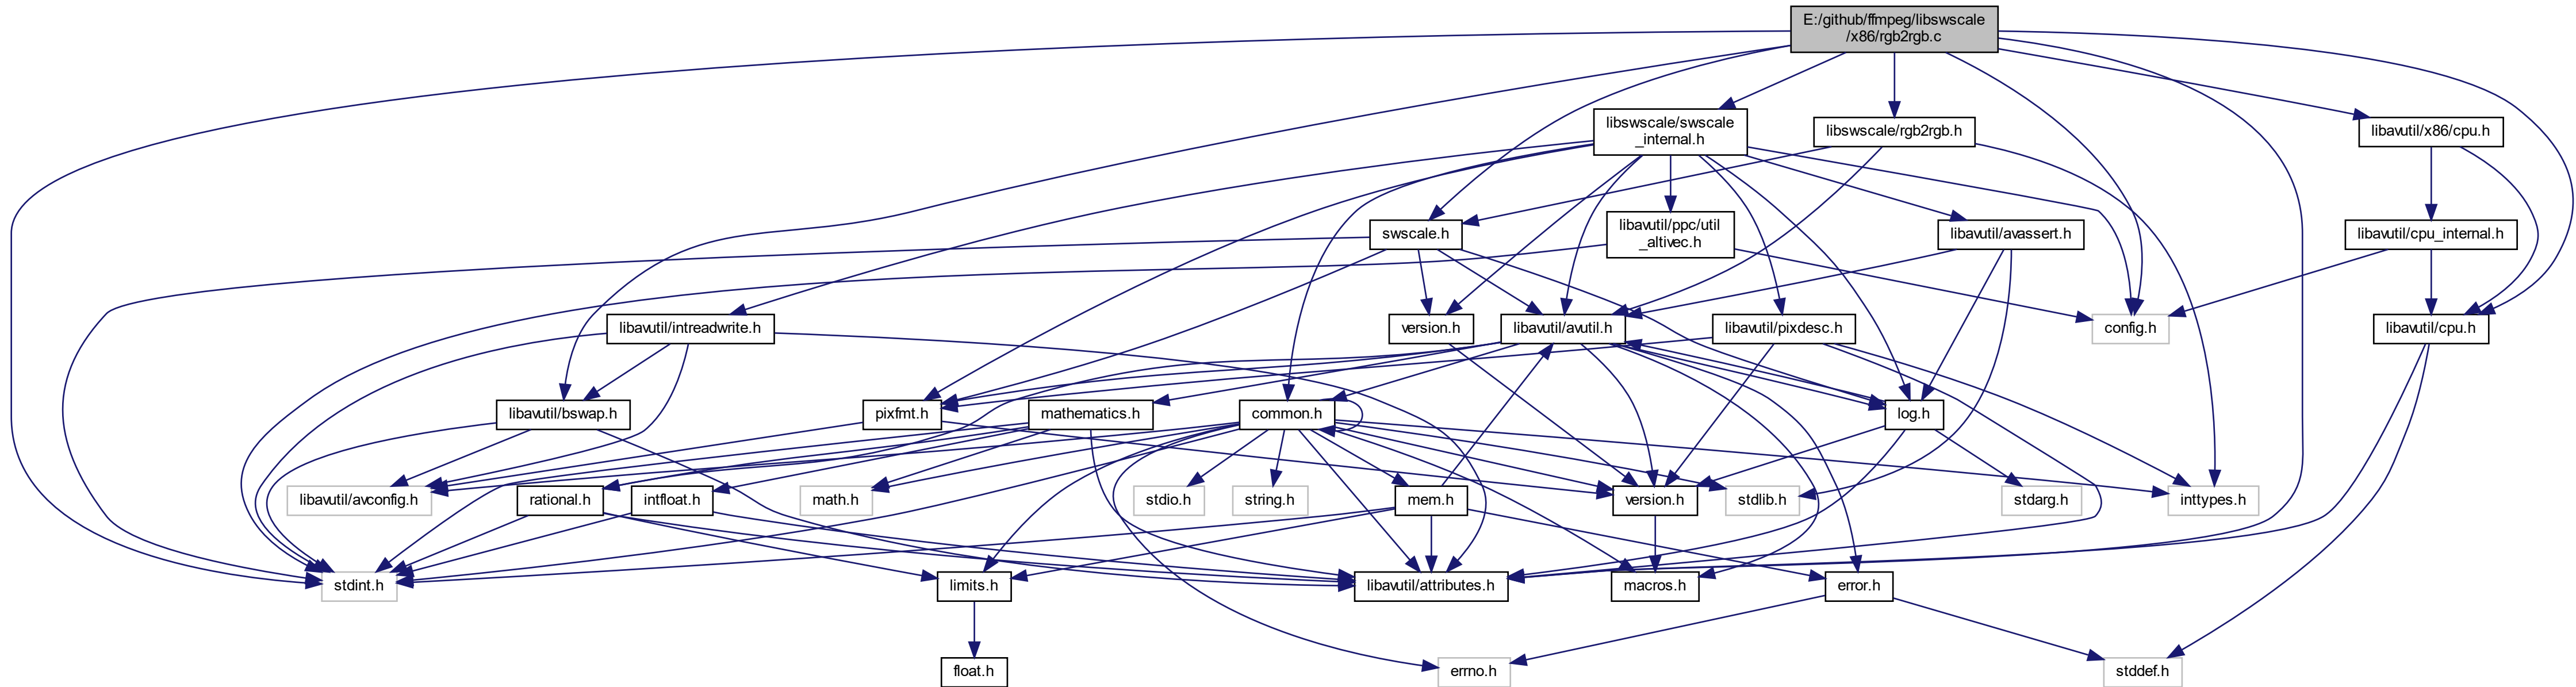 E:/github/ffmpeg/libswscale
/x86/rgb2rgb.c
libswscale/swscale
_internal.h
libswscale/rgb2rgb.h
libavutil/x86/cpu.h
swscale.h
libavutil/ppc/util
_altivec.h
libavutil/avassert.h
libavutil/cpu_internal.h
libavutil/intreadwrite.h
version.h
libavutil/avutil.h
libavutil/pixdesc.h
config.h
libavutil/cpu.h
libavutil/bswap.h
pixfmt.h
mathematics.h
common.h
log.h
libavutil/avconfig.h
rational.h
intfloat.h
math.h
stdio.h
string.h
mem.h
version.h
stdlib.h
stdarg.h
inttypes.h
stdint.h
limits.h
libavutil/attributes.h
macros.h
error.h
float.h
errno.h
stddef.h